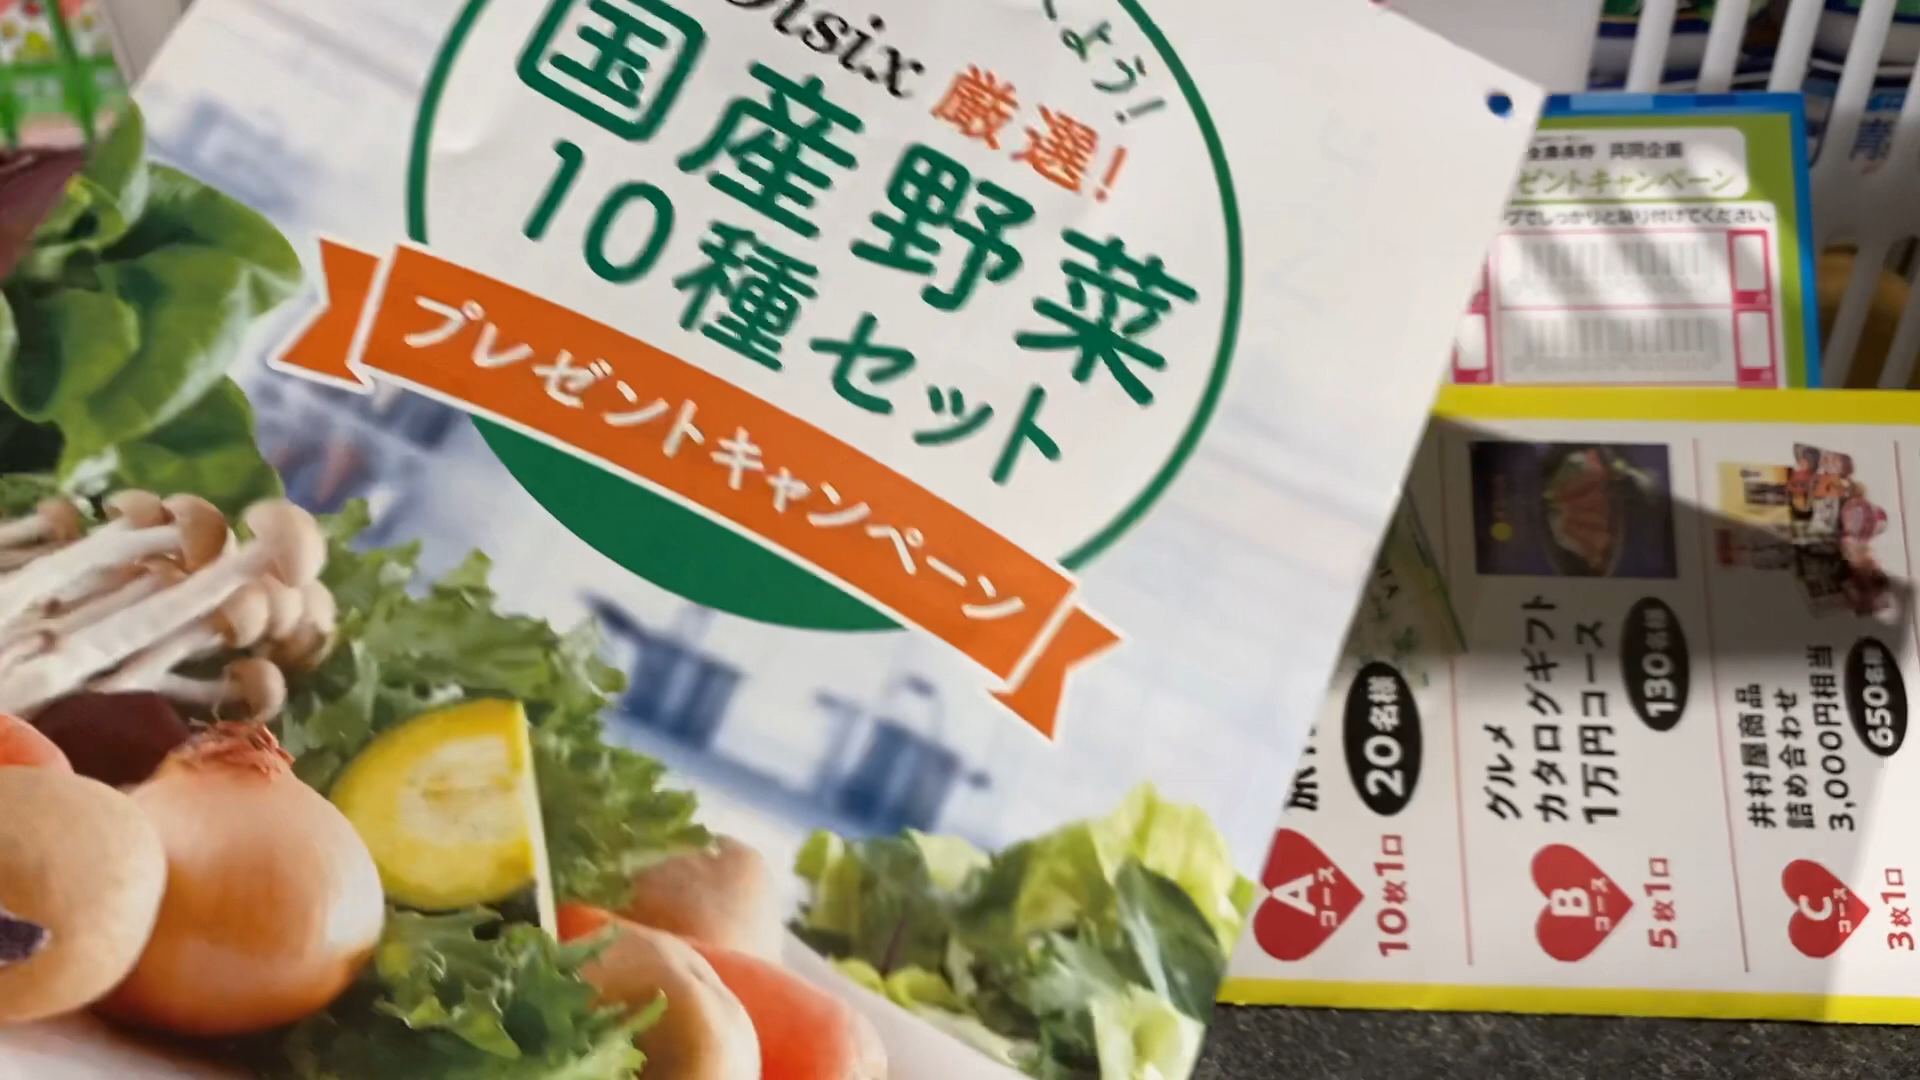 よう!
厳選!
国産野菜
10種セット
プレゼントキャンペーン
共同企画
ゼントキャンペーン
プでしっかりと貼り付けてください。
20名様
A
コース
10枚1口
グルメ
カタログギフト
1万円コース
130名様
B
コース
5枚1口
井村屋商品
詰め合わせ
3,000円相当
650名様
C
コース
3枚1口